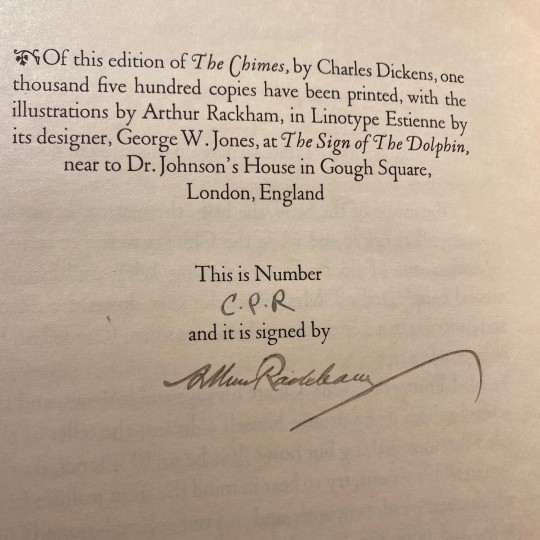 Of this edition of The Chimes, by Charles Dickens, one
thousand five hundred copies have been printed, with the
illustrations by Arthur Rackham, in Linotype Estienne by
its designer, George W. Jones, at The Sign of The Dolphin,
near to Dr. Johnson's House in Gough Square,
London, England
This is Number
C.P.R
and it is signed by
Arthur Rackham